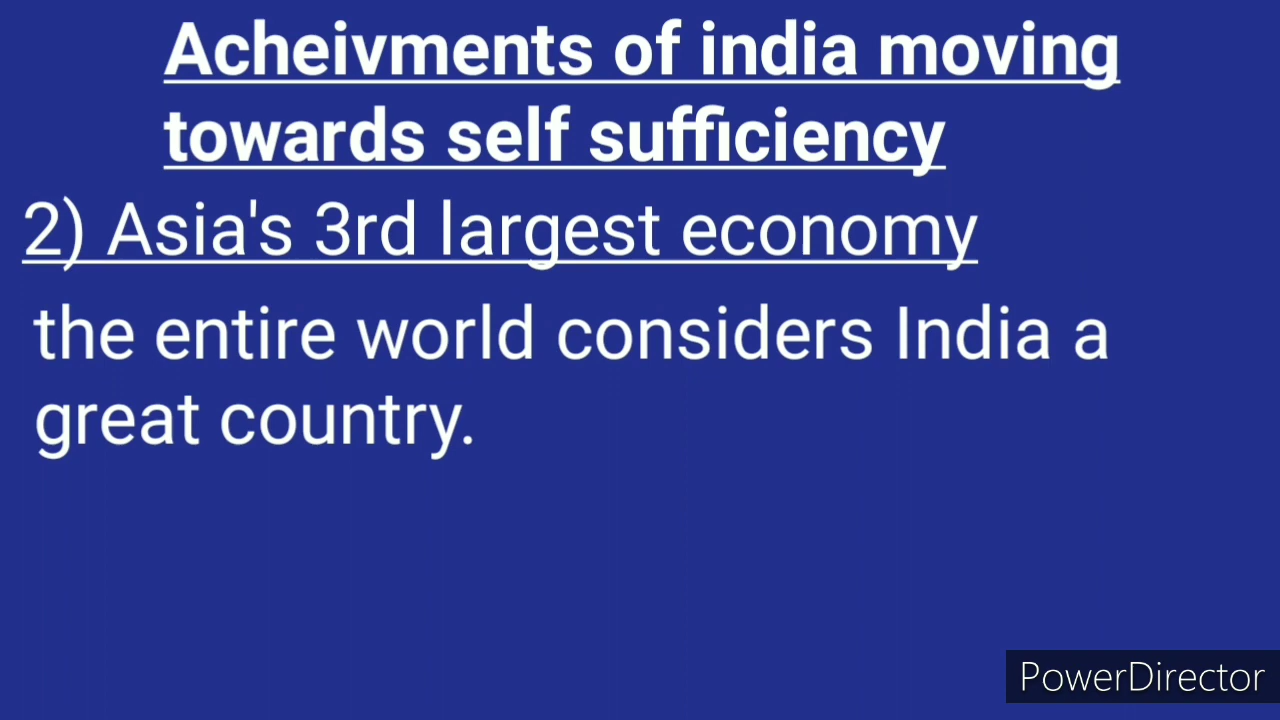 Acheivments of india moving
towards self sufficiency
2) Asia's 3rd largest economy
the entire world considers India a
great country.
PowerDirector